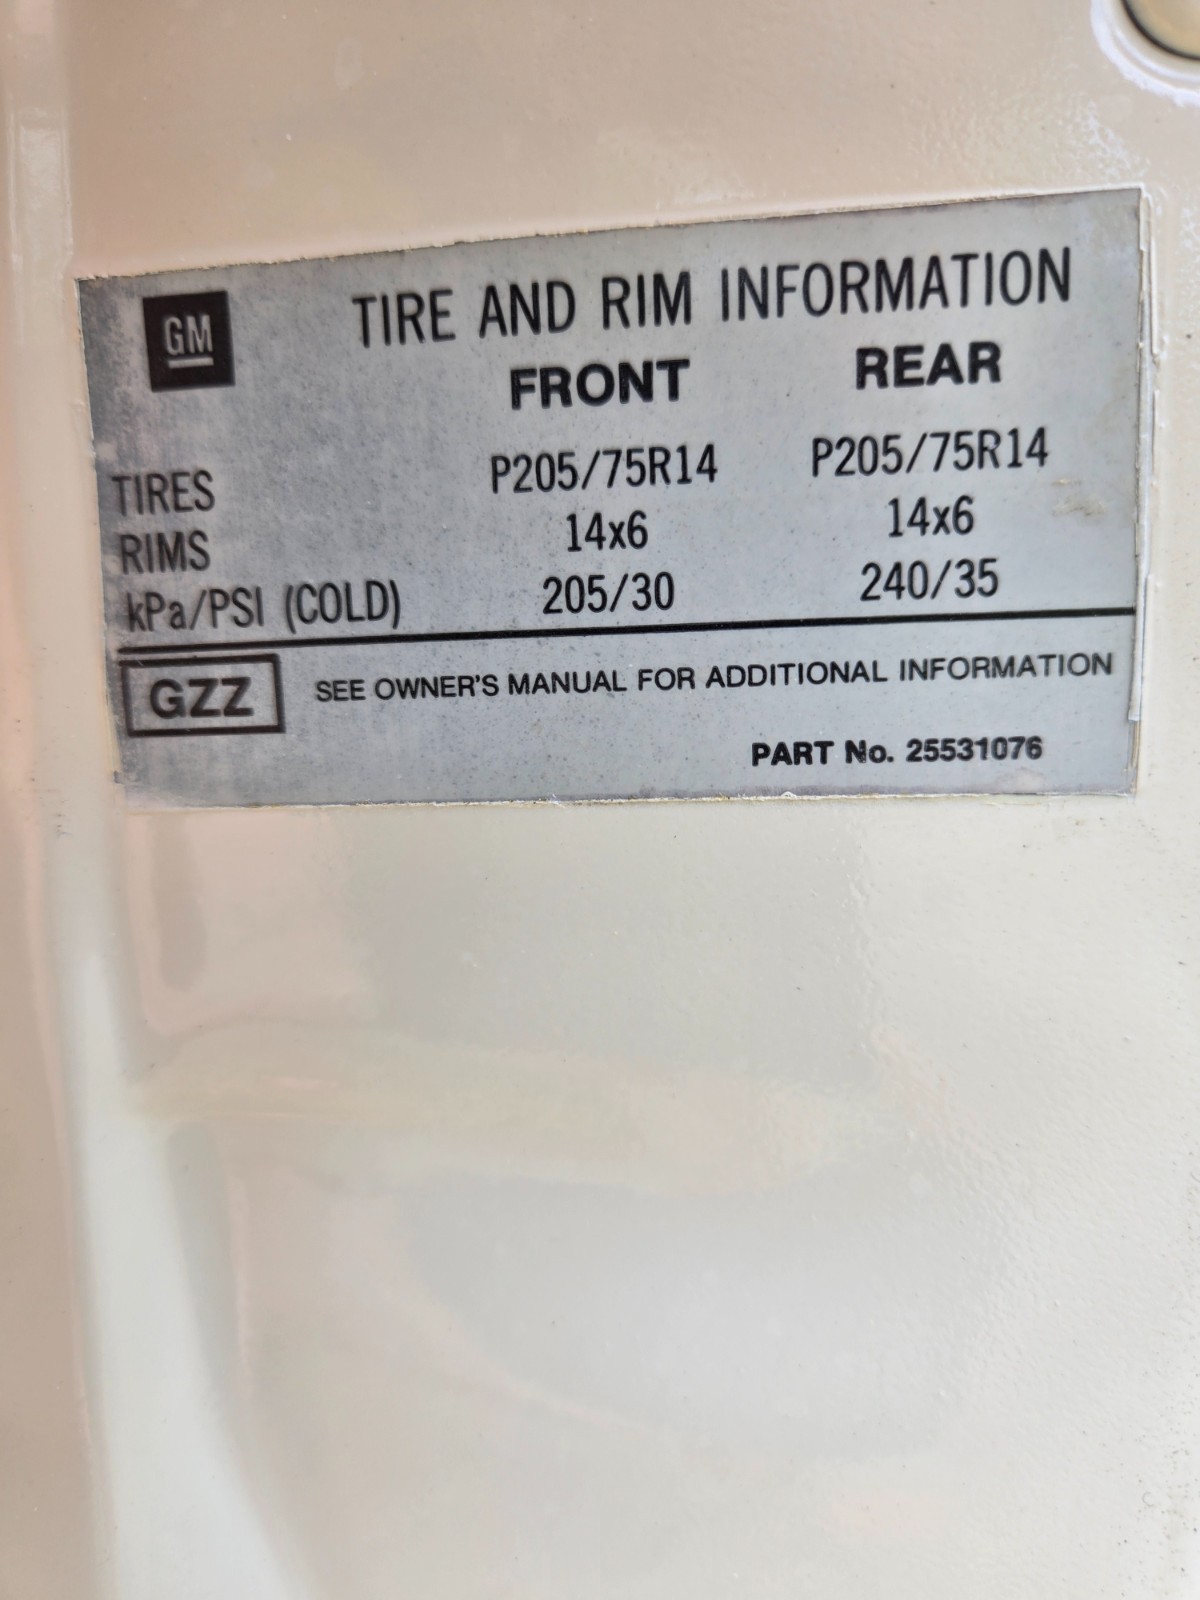 GM
TIRE AND RIM INFORMATION
FRONT REAR
TIRES P205/75R14 P205/75R14
RIMS 14x6 14x6
kPa/PSI (COLD) 205/30 240/35
GZZ SEE OWNER'S MANUAL FOR ADDITIONAL INFORMATION
PART No. 25531076